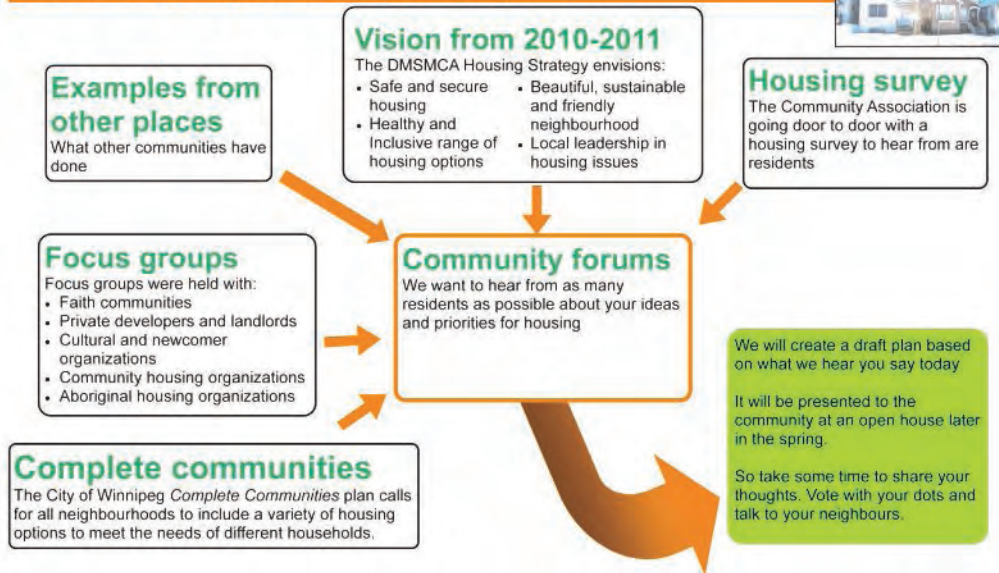 Vision from 2010-2011
The DMSMCA Housing Strategy envisions:
• Safe and secure
housing
• Healthy and
Inclusive range of
housing options
• Beautiful, sustainable
and friendly
neighbourhood
• Local leadership in
housing issues
Examples from
other places
What other communities have
done
Housing survey
The Community Association is
going door to door with a
housing survey to hear from are
residents
Focus groups
Focus groups were held with:
• Faith communities
• Private developers and landlords
• Cultural and newcomer
organizations
• Community housing organizations
• Aboriginal housing organizations
Community forums
We want to hear from as many
residents as possible about your ideas
and priorities for housing
Complete communities
The City of Winnipeg Complete Communities plan calls
for all neighbourhoods to include a variety of housing
options to meet the needs of different households.
We will create a draft plan based
on what we hear you say today
It will be presented to the
community at an open house later
in the spring.
So take some time to share your
thoughts. Vote with your dots and
talk to your neighbours.